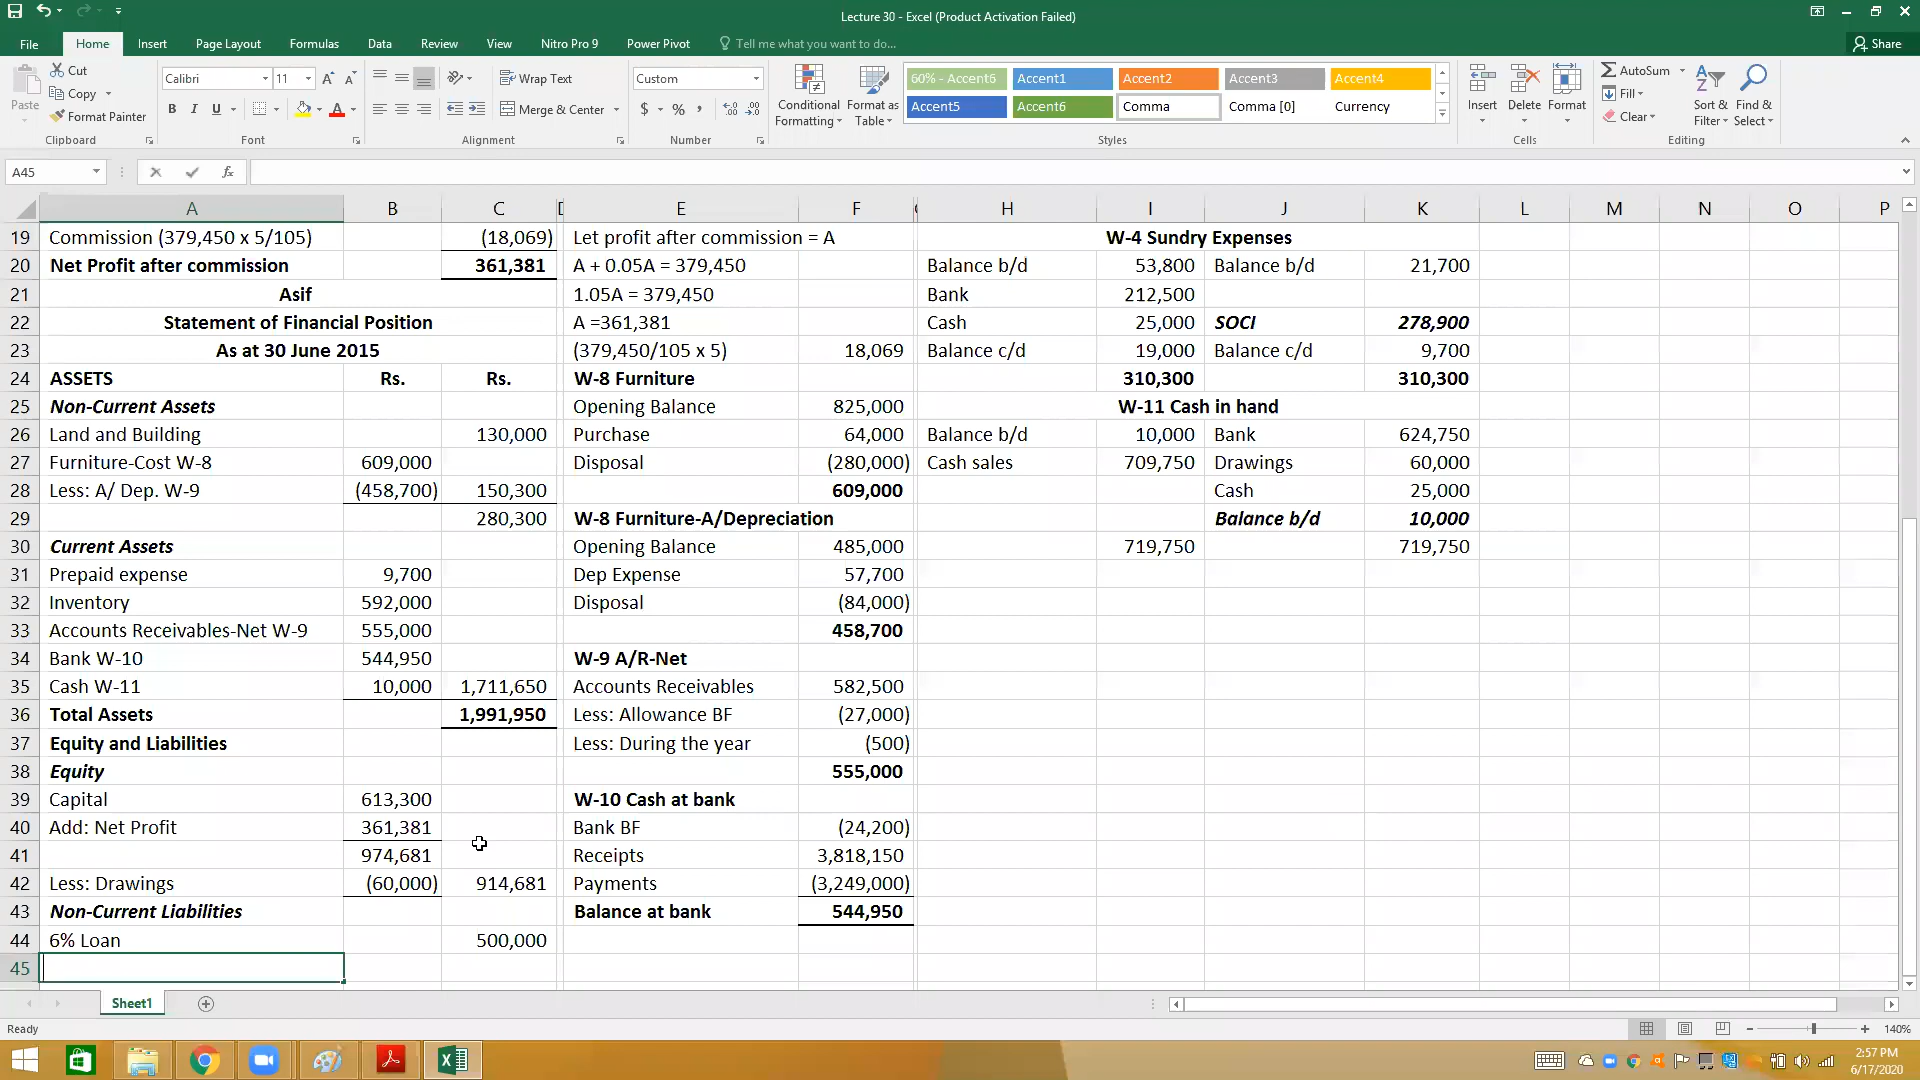 Lecture 30 - Excel (Product Activation Failed)
File Home Insert Page Layout Formulas Data Review View Nitro Pro 9 Power Pivot Tell me what you want to do... Share
Paste
Cut
Copy
Format Painter
Clipboard
Calibri 11 A A
B I U A
Font
Wrap Text
Merge & Center
Alignment
Custom
$ % ,
Number
Conditional Formatting
Format as Table
60% - Accent6 Accent1 Accent2 Accent3 Accent4
Accent5 Accent6 Comma Comma [0] Currency
Styles
Insert Delete Format
Cells
AutoSum
Fill
Clear
Sort & Filter
Find & Select
Editing
A45 fx
A B C D E F G H I J K L M N O P
19 Commission (379,450 x 5/105) (18,069) Let profit after commission = A W-4 Sundry Expenses
20 Net Profit after commission 361,381 A + 0.05A = 379,450 Balance b/d 53,800 Balance b/d 21,700
21 Asif 1.05A = 379,450 Bank 212,500
22 Statement of Financial Position A =361,381 Cash 25,000 SOCI 278,900
23 As at 30 June 2015 (379,450/105 x 5) 18,069 Balance c/d 19,000 Balance c/d 9,700
24 ASSETS Rs. Rs. W-8 Furniture 310,300 310,300
25 Non-Current Assets Opening Balance 825,000 W-11 Cash in hand
26 Land and Building 130,000 Purchase 64,000 Balance b/d 10,000 Bank 624,750
27 Furniture-Cost W-8 609,000 Disposal (280,000) Cash sales 709,750 Drawings 60,000
28 Less: A/ Dep. W-9 (458,700) 150,300 609,000 Cash 25,000
29 280,300 W-8 Furniture-A/Depreciation Balance b/d 10,000
30 Current Assets Opening Balance 485,000 719,750 719,750
31 Prepaid expense 9,700 Dep Expense 57,700
32 Inventory 592,000 Disposal (84,000)
33 Accounts Receivables-Net W-9 555,000 458,700
34 Bank W-10 544,950 W-9 A/R-Net
35 Cash W-11 10,000 1,711,650 Accounts Receivables 582,500
36 Total Assets 1,991,950 Less: Allowance BF (27,000)
37 Equity and Liabilities Less: During the year (500)
38 Equity 555,000
39 Capital 613,300 W-10 Cash at bank
40 Add: Net Profit 361,381 Bank BF (24,200)
41 974,681 Receipts 3,818,150
42 Less: Drawings (60,000) 914,681 Payments (3,249,000)
43 Non-Current Liabilities Balance at bank 544,950
44 6% Loan 500,000
45
Sheet1
Ready 140%
2:57 PM
6/17/2020